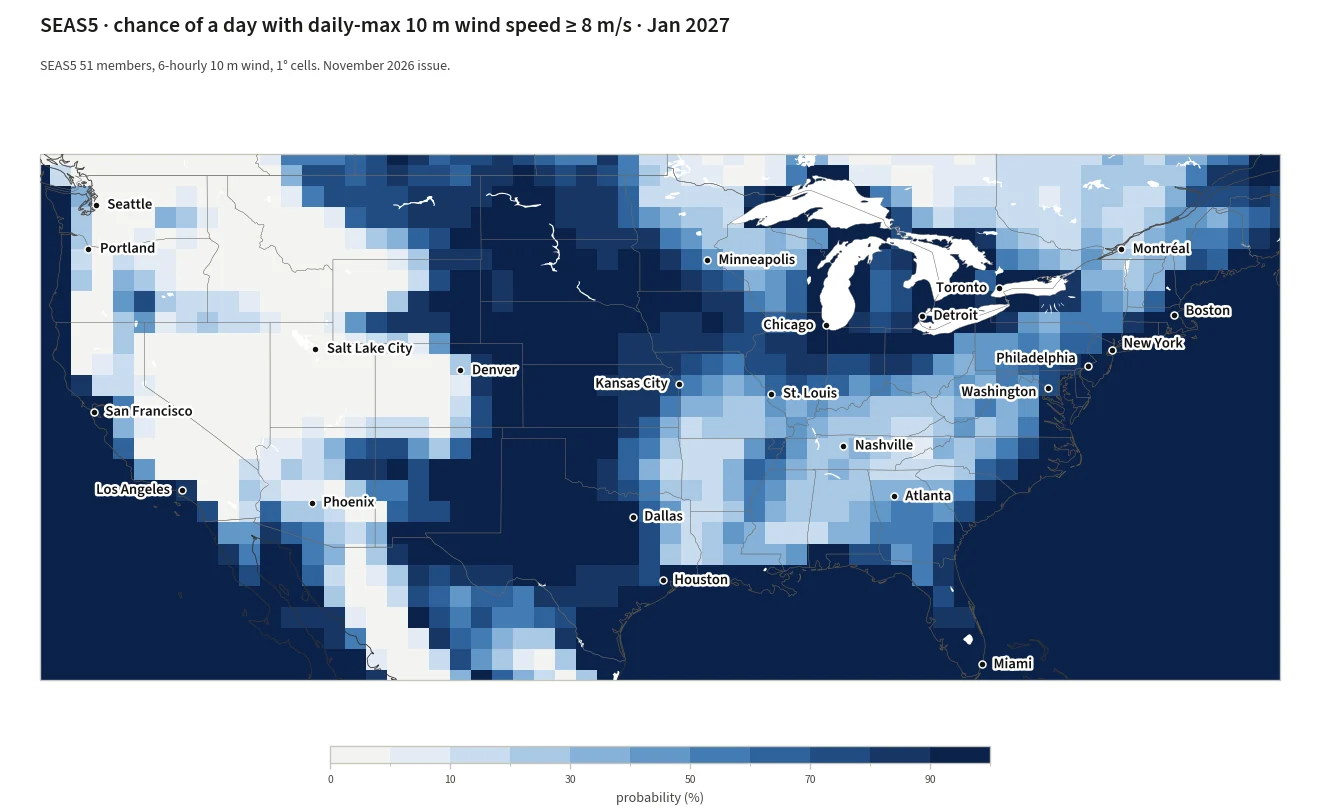 SEAS5 · chance of a day with daily-max 10 m wind speed ≥ 8 m/s · Jan 2027
SEAS5 51 members, 6-hourly 10 m wind, 1° cells. November 2026 issue.
Seattle
Portland
Montréal
Minneapolis
Toronto
Boston
Detroit
Chicago
New York
Salt Lake City
Philadelphia
Denver
Kansas City
Washington
St. Louis
San Francisco
Nashville
Los Angeles
Atlanta
Phoenix
Dallas
Houston
Miami
0 10 30 50 70 90
probability (%)